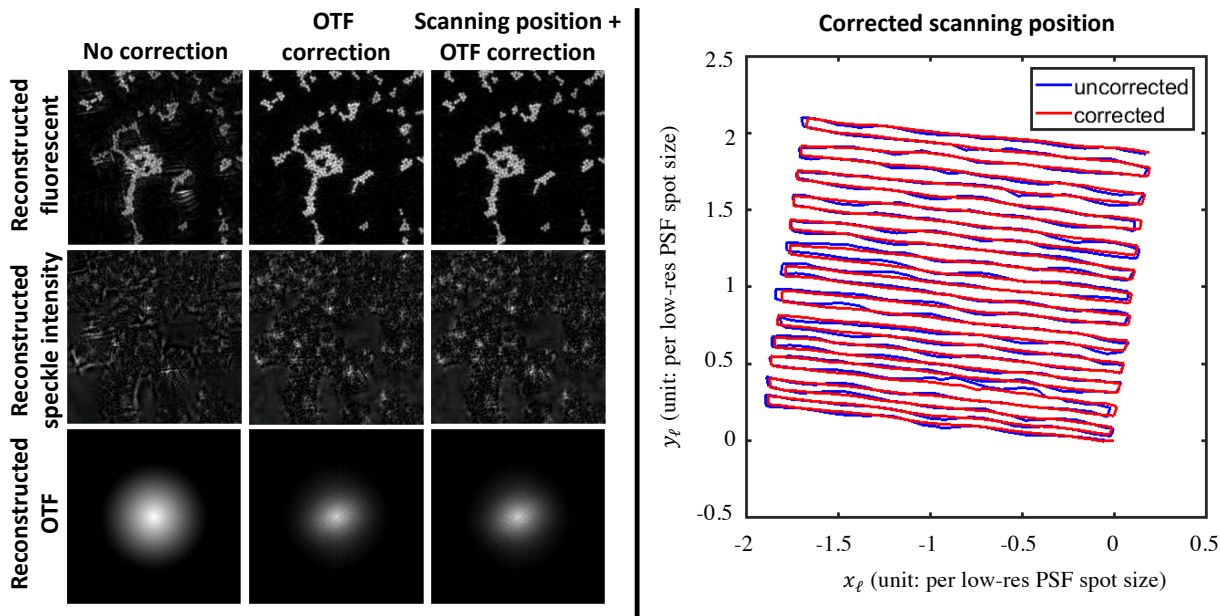 No correction
OTF
correction
Scanning position +
OTF correction
Reconstructed
fluorescent
Reconstructed
speckle intensity
Reconstructed
OTF
Corrected scanning position
uncorrected
corrected
2.5
2
1.5
1
0.5
0
-0.5
-2
-1.5
-1
-0.5
0
0.5
yℓ (unit: per low-res PSF spot size)
xℓ (unit: per low-res PSF spot size)